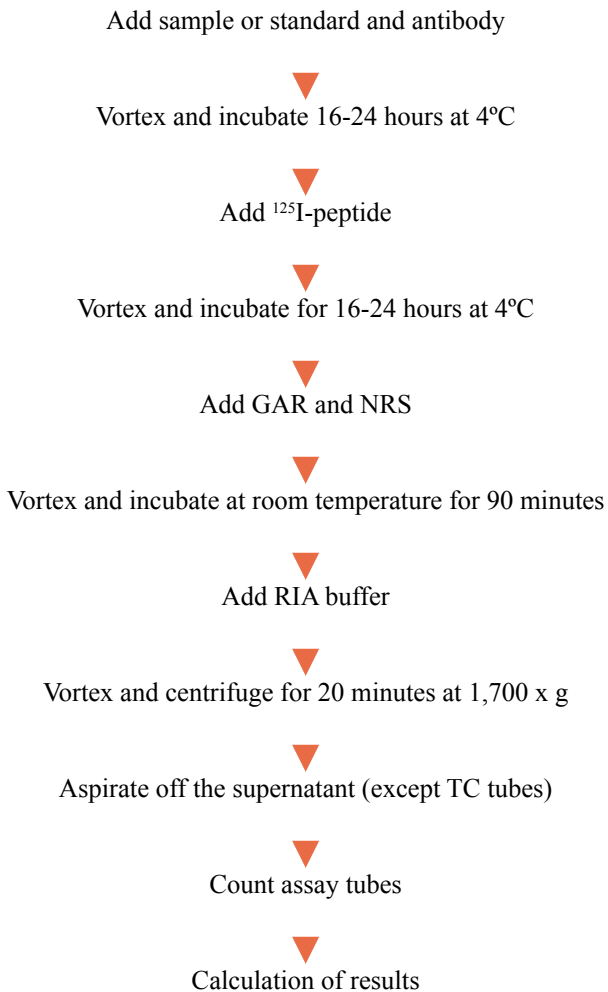 Add sample or standard and antibody
Vortex and incubate 16-24 hours at 4ºC
Add ¹²⁵I-peptide
Vortex and incubate for 16-24 hours at 4ºC
Add GAR and NRS
Vortex and incubate at room temperature for 90 minutes
Add RIA buffer
Vortex and centrifuge for 20 minutes at 1,700 x g
Aspirate off the supernatant (except TC tubes)
Count assay tubes
Calculation of results